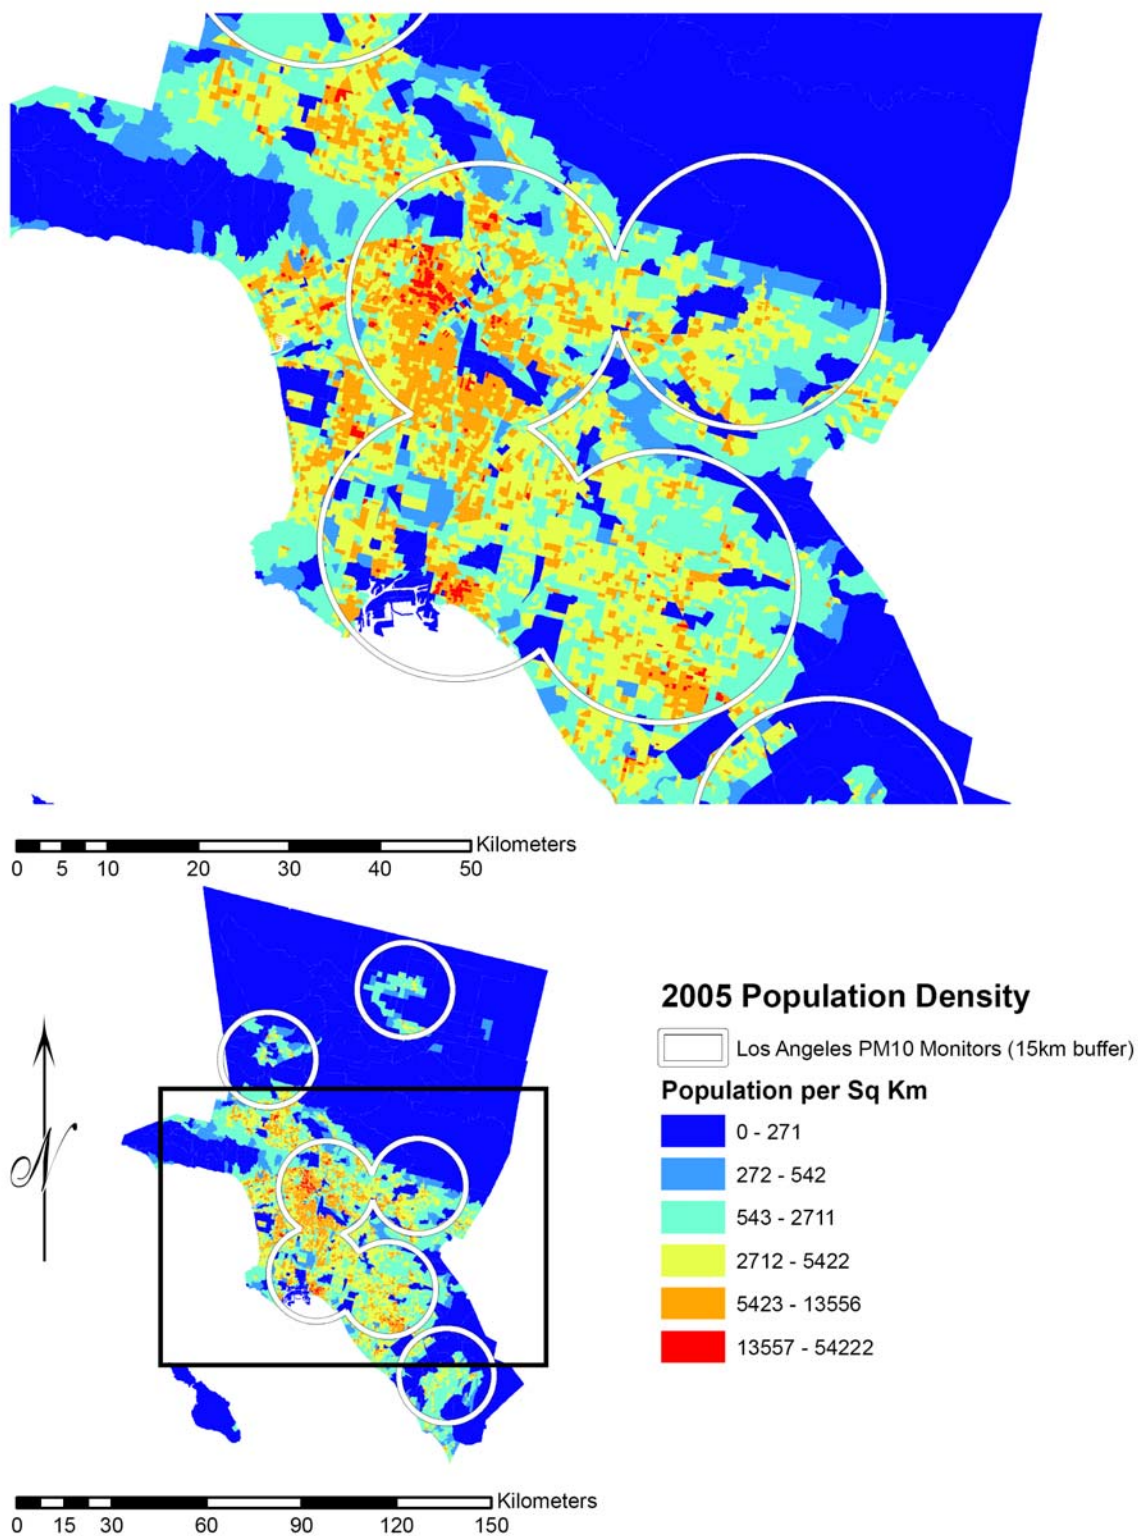 Kilometers
0 5 10 20 30 40 50
N
2005 Population Density
Los Angeles PM10 Monitors (15km buffer)
Population per Sq Km
0 - 271
272 - 542
543 - 2711
2712 - 5422
5423 - 13556
13557 - 54222
Kilometers
0 15 30 60 90 120 150